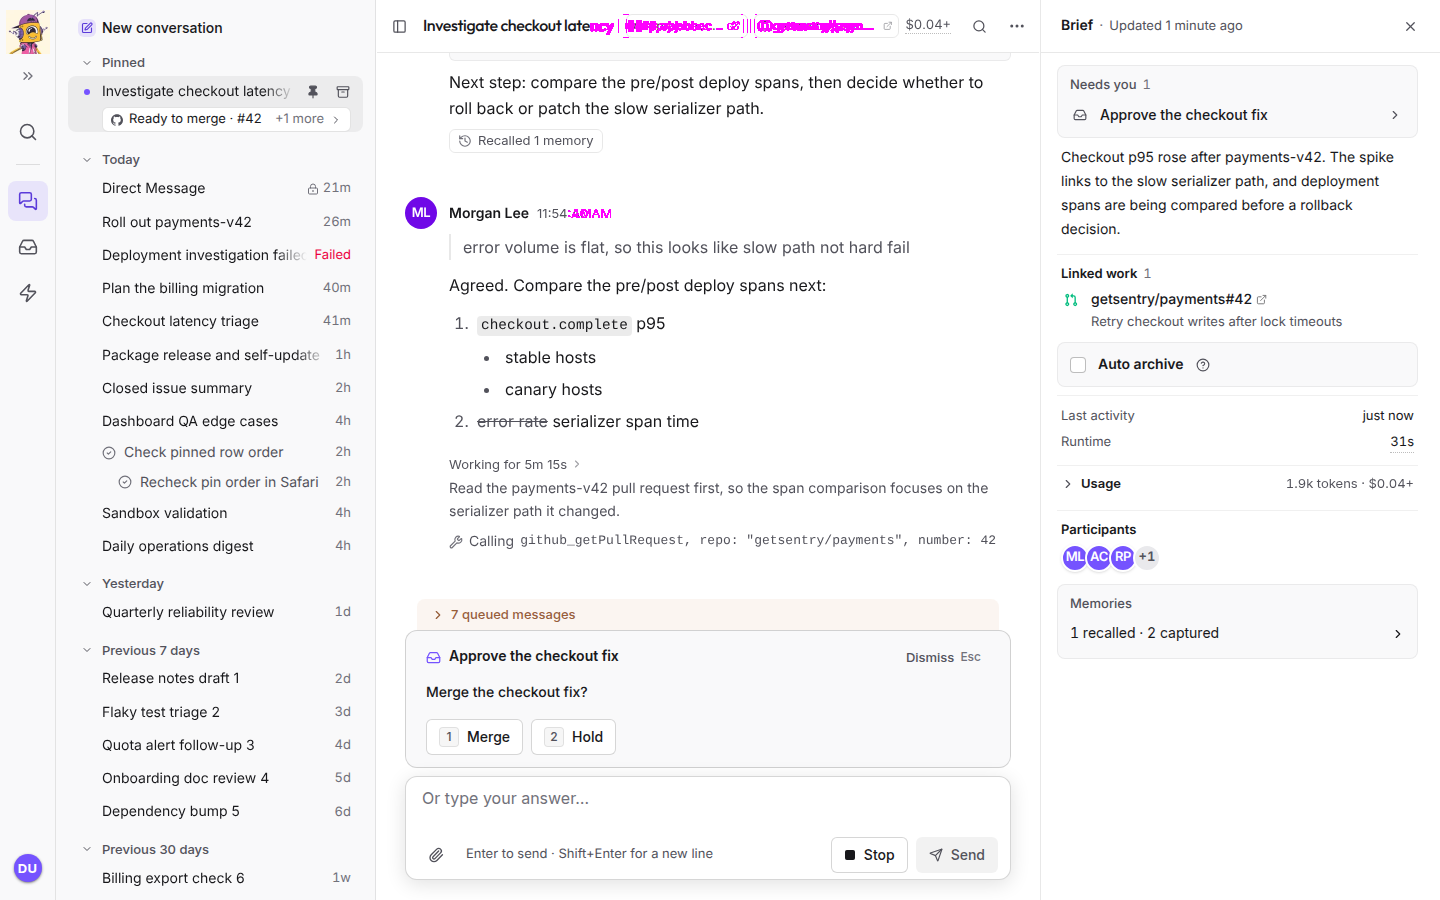 New conversation
Pinned
Investigate checkout latency
Ready to merge · #42 +1 more
Today
Direct Message 21m
Roll out payments-v42 26m
Deployment investigation failed Failed
Plan the billing migration 40m
Checkout latency triage 41m
Package release and self-update 1h
Closed issue summary 2h
Dashboard QA edge cases 4h
Check pinned row order 2h
Recheck pin order in Safari 2h
Sandbox validation 4h
Daily operations digest 4h
Yesterday
Quarterly reliability review 1d
Previous 7 days
Release notes draft 1 2d
Flaky test triage 2 3d
Quota alert follow-up 3 4d
Onboarding doc review 4 5d
Dependency bump 5 6d
Previous 30 days
Billing export check 6 1w
DU
Investigate checkout latency
$0.04+
Next step: compare the pre/post deploy spans, then decide whether to
roll back or patch the slow serializer path.
Recalled 1 memory
ML Morgan Lee 11:54
error volume is flat, so this looks like slow path not hard fail
Agreed. Compare the pre/post deploy spans next:
1. checkout.complete p95
• stable hosts
• canary hosts
2. error rate serializer span time
Working for 5m 15s
Read the payments-v42 pull request first, so the span comparison focuses on the
serializer path it changed.
Calling github_getPullRequest, repo: "getsentry/payments", number: 42
7 queued messages
Approve the checkout fix Dismiss Esc
Merge the checkout fix?
1 Merge 2 Hold
Or type your answer...
Enter to send · Shift+Enter for a new line Stop Send
Brief · Updated 1 minute ago
Needs you 1
Approve the checkout fix
Checkout p95 rose after payments-v42. The spike
links to the slow serializer path, and deployment
spans are being compared before a rollback
decision.
Linked work 1
getsentry/payments#42
Retry checkout writes after lock timeouts
Auto archive
Last activity just now
Runtime 31s
Usage 1.9k tokens · $0.04+
Participants
ML AC RP +1
Memories
1 recalled · 2 captured